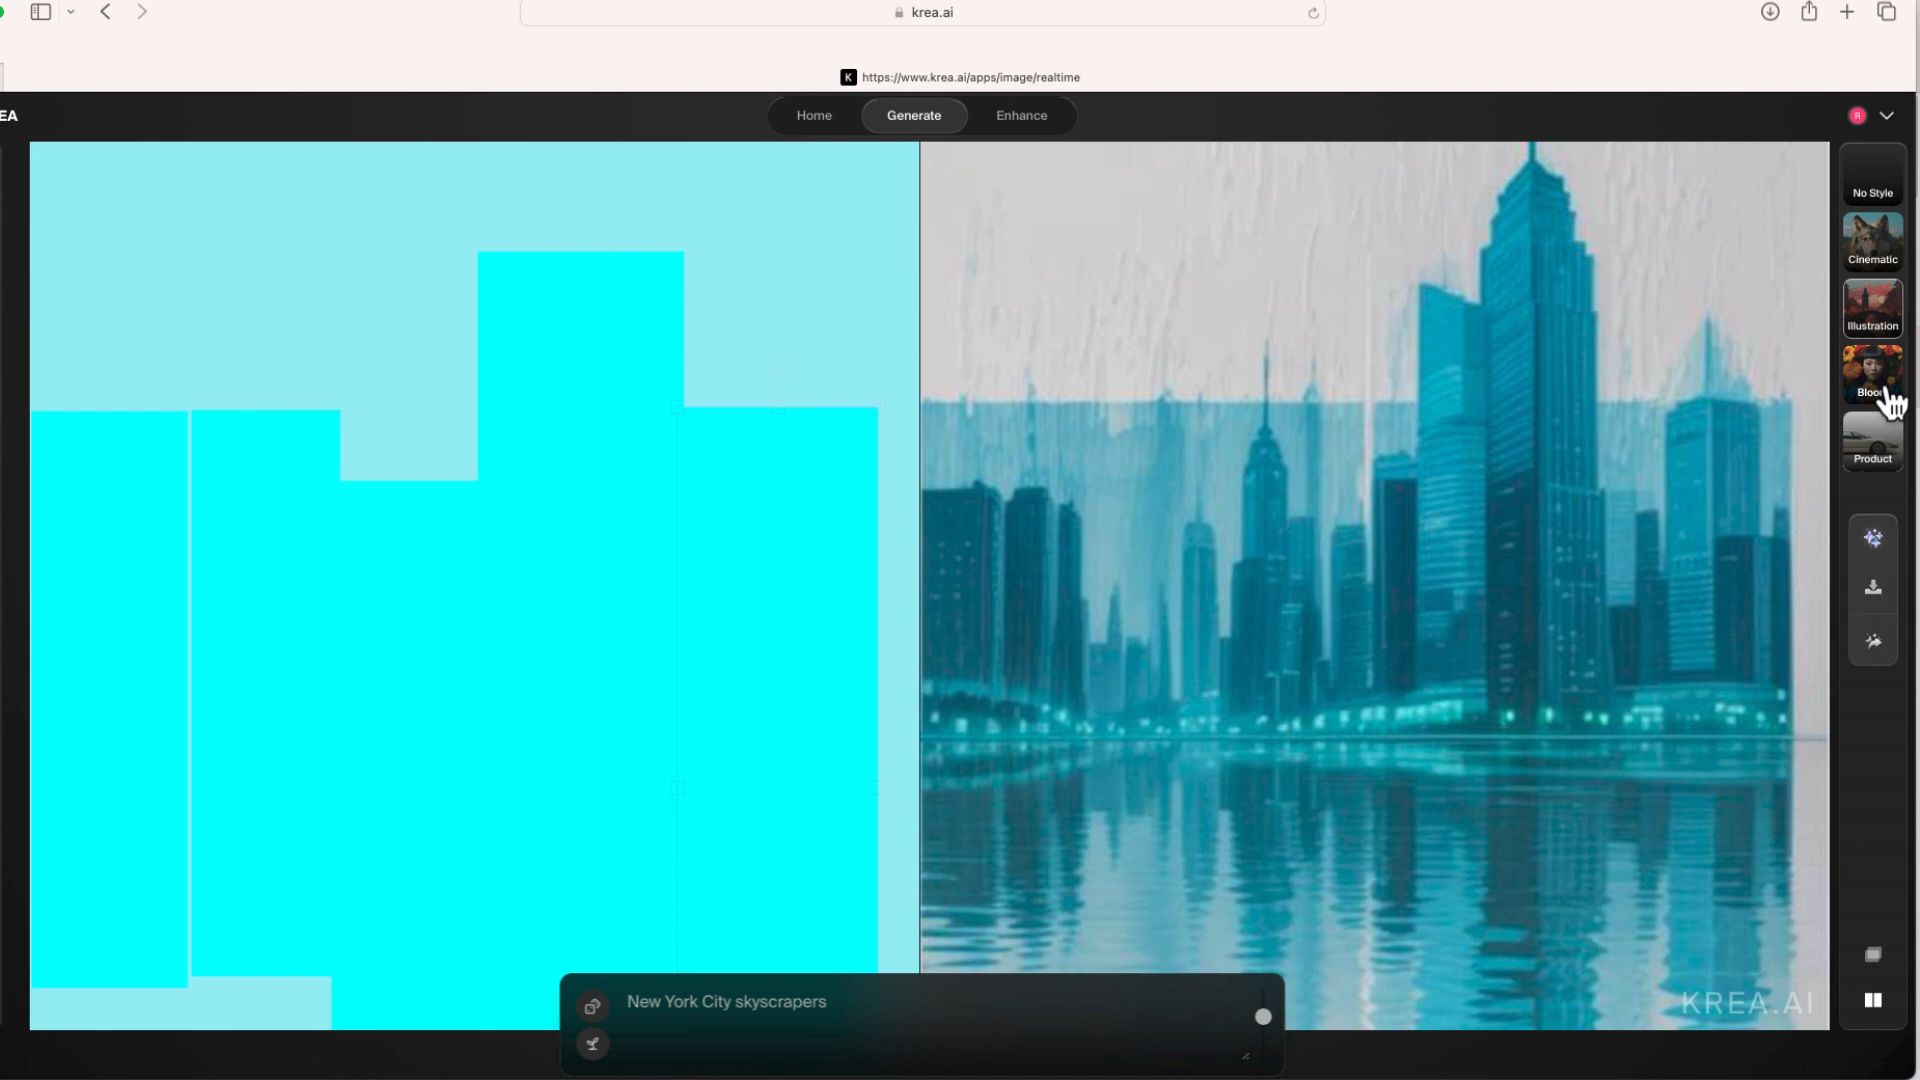 krea.ai
K https://www.krea.ai/apps/image/realtime
EA
Home
Generate
Enhance
R
No Style
Cinematic
Illustration
Product
New York City skyscrapers
KREA.AI